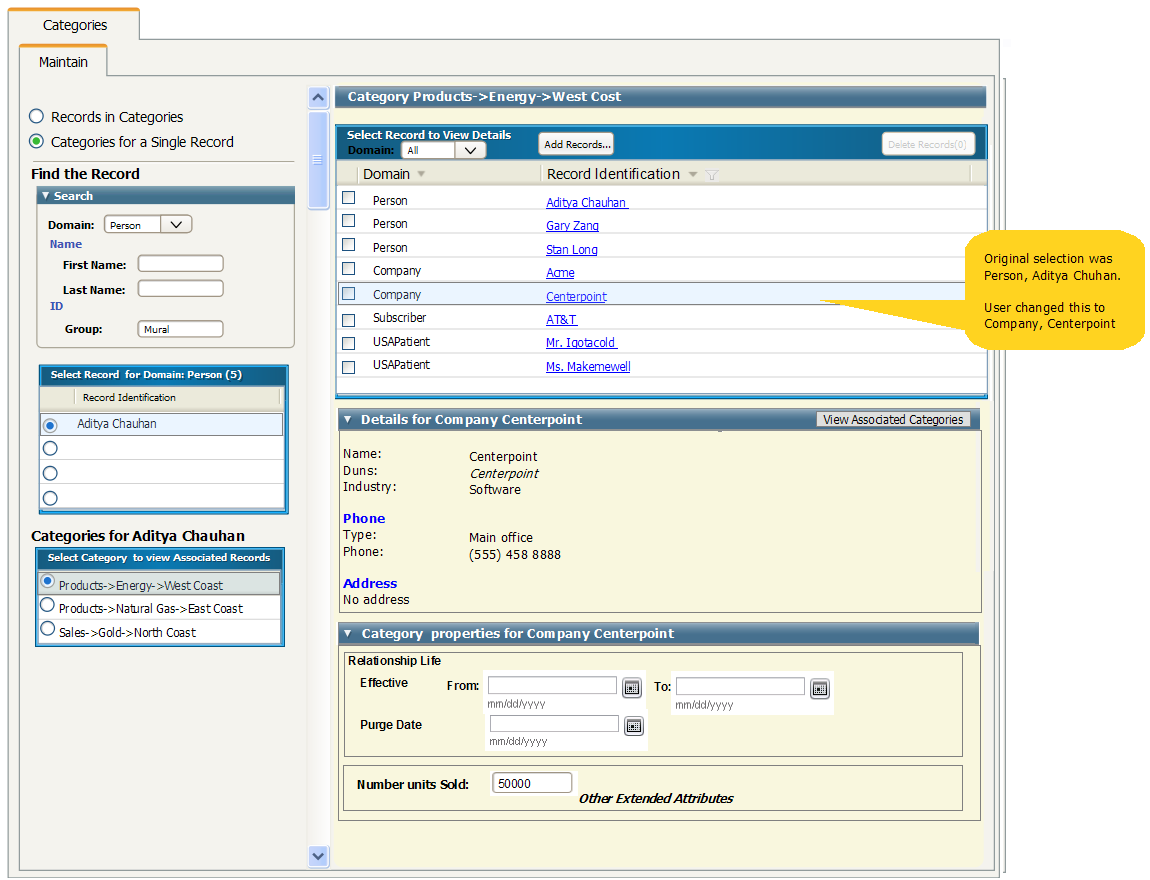 Categories
Maintain
Records in Categories
Categories for a Single Record
Find the Record
Search
Domain: Person
Name
First Name:
Last Name:
ID
Group: Mural
Select Record for Domain: Person (5)
Record Identification
Aditya Chauhan
Categories for Aditya Chauhan
Select Category to view Associated Records
Products->Energy->West Coast
Products->Natural Gas->East Coast
Sales->Gold->North Coast
Category Products->Energy->West Cost
Select Record to View Details
Domain: All
Add Records...
Delete Records(0)
Domain Record Identification
Person Aditya Chauhan
Person Gary Zang
Person Stan Long
Company Acme
Company Centerpoint
Subscriber AT&T
USAPatient Mr. Igotacold
USAPatient Ms. Makemewell
Original selection was
Person, Aditya Chuhan.
User changed this to
Company, Centerpoint
Details for Company Centerpoint
View Associated Categories
Name: Centerpoint
Duns: Centerpoint
Industry: Software
Phone
Type: Main office
Phone: (555) 458 8888
Address
No address
Category properties for Company Centerpoint
Relationship Life
Effective From: To:
mm/dd/yyyy mm/dd/yyyy
Purge Date
mm/dd/yyyy
Number units Sold: 50000
Other Extended Attributes